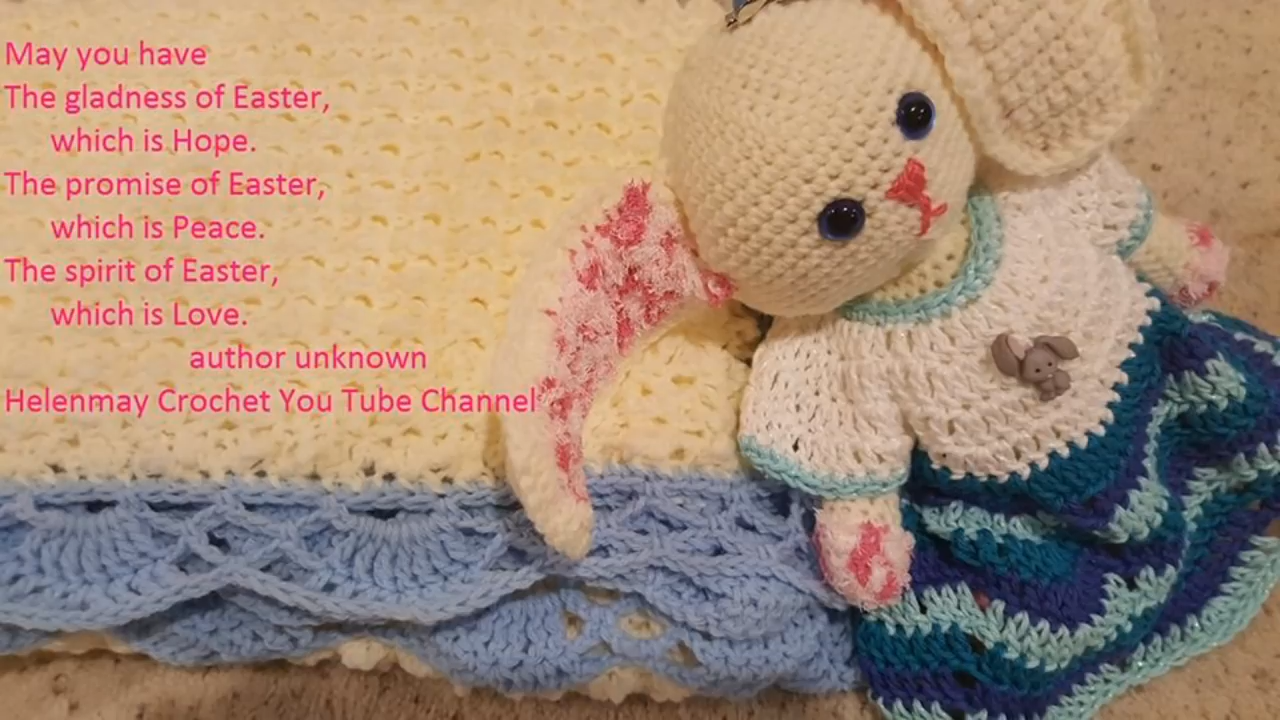 May you have
The gladness of Easter,
which is Hope.
The promise of Easter,
which is Peace.
The spirit of Easter,
which is Love.
author unknown
Helenmay Crochet You Tube Channel